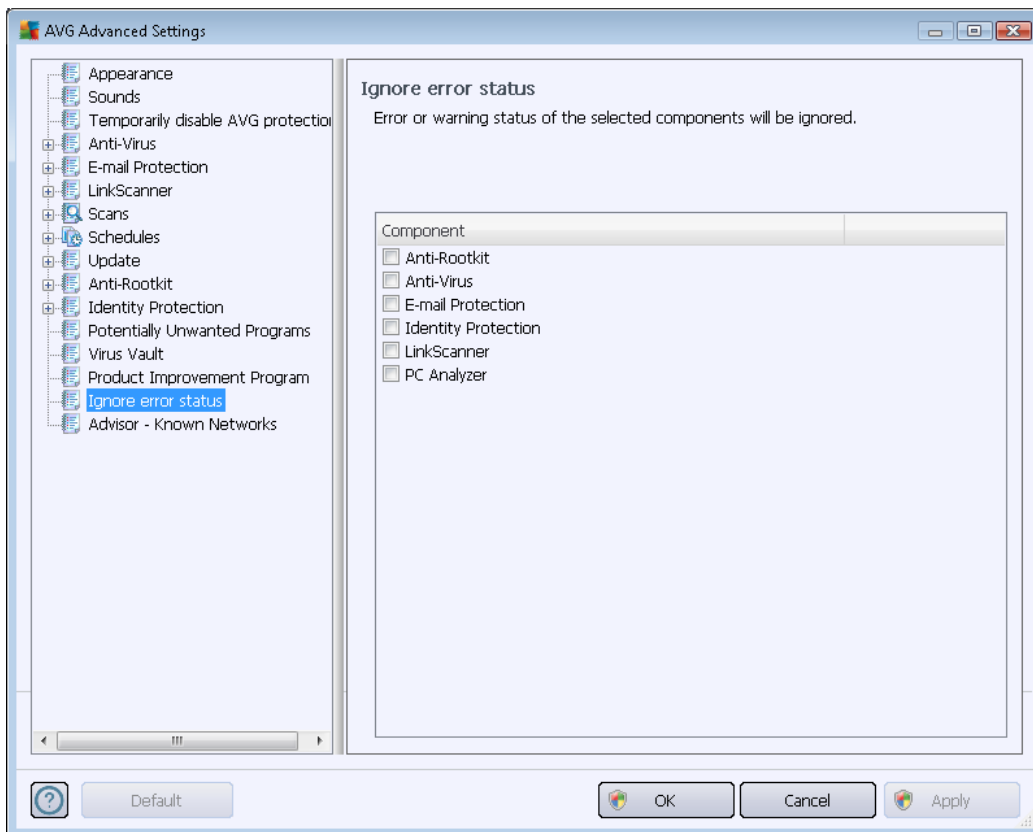 AVG Advanced Settings
Appearance
Sounds
Temporarily disable AVG protection
Anti-Virus
E-mail Protection
LinkScanner
Scans
Schedules
Update
Anti-Rootkit
Identity Protection
Potentially Unwanted Programs
Virus Vault
Product Improvement Program
Ignore error status
Advisor - Known Networks
Ignore error status
Error or warning status of the selected components will be ignored.
Component
Anti-Rootkit
Anti-Virus
E-mail Protection
Identity Protection
LinkScanner
PC Analyzer
?
Default
OK
Cancel
Apply